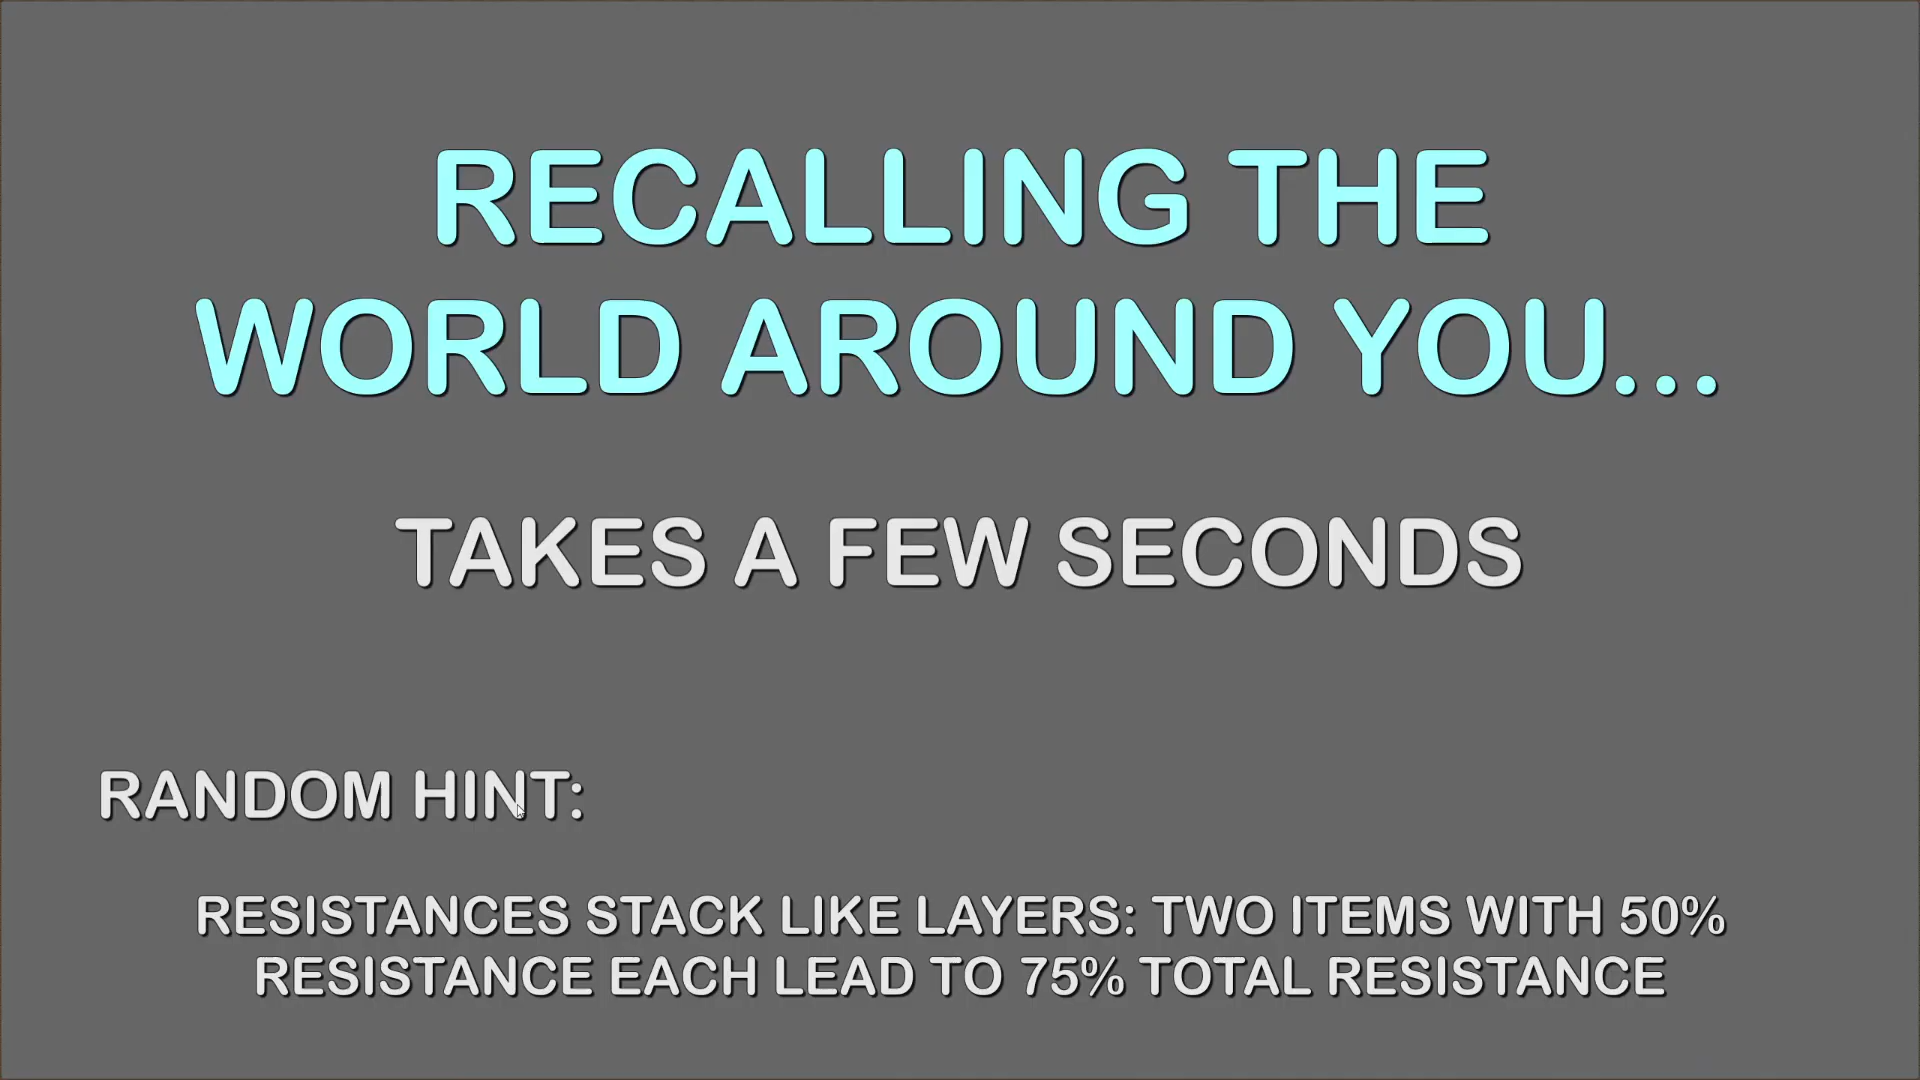 RECALLING THE
WORLD AROUND YOU...
TAKES A FEW SECONDS
RANDOM HINT:
RESISTANCES STACK LIKE LAYERS: TWO ITEMS WITH 50%
RESISTANCE EACH LEAD TO 75% TOTAL RESISTANCE